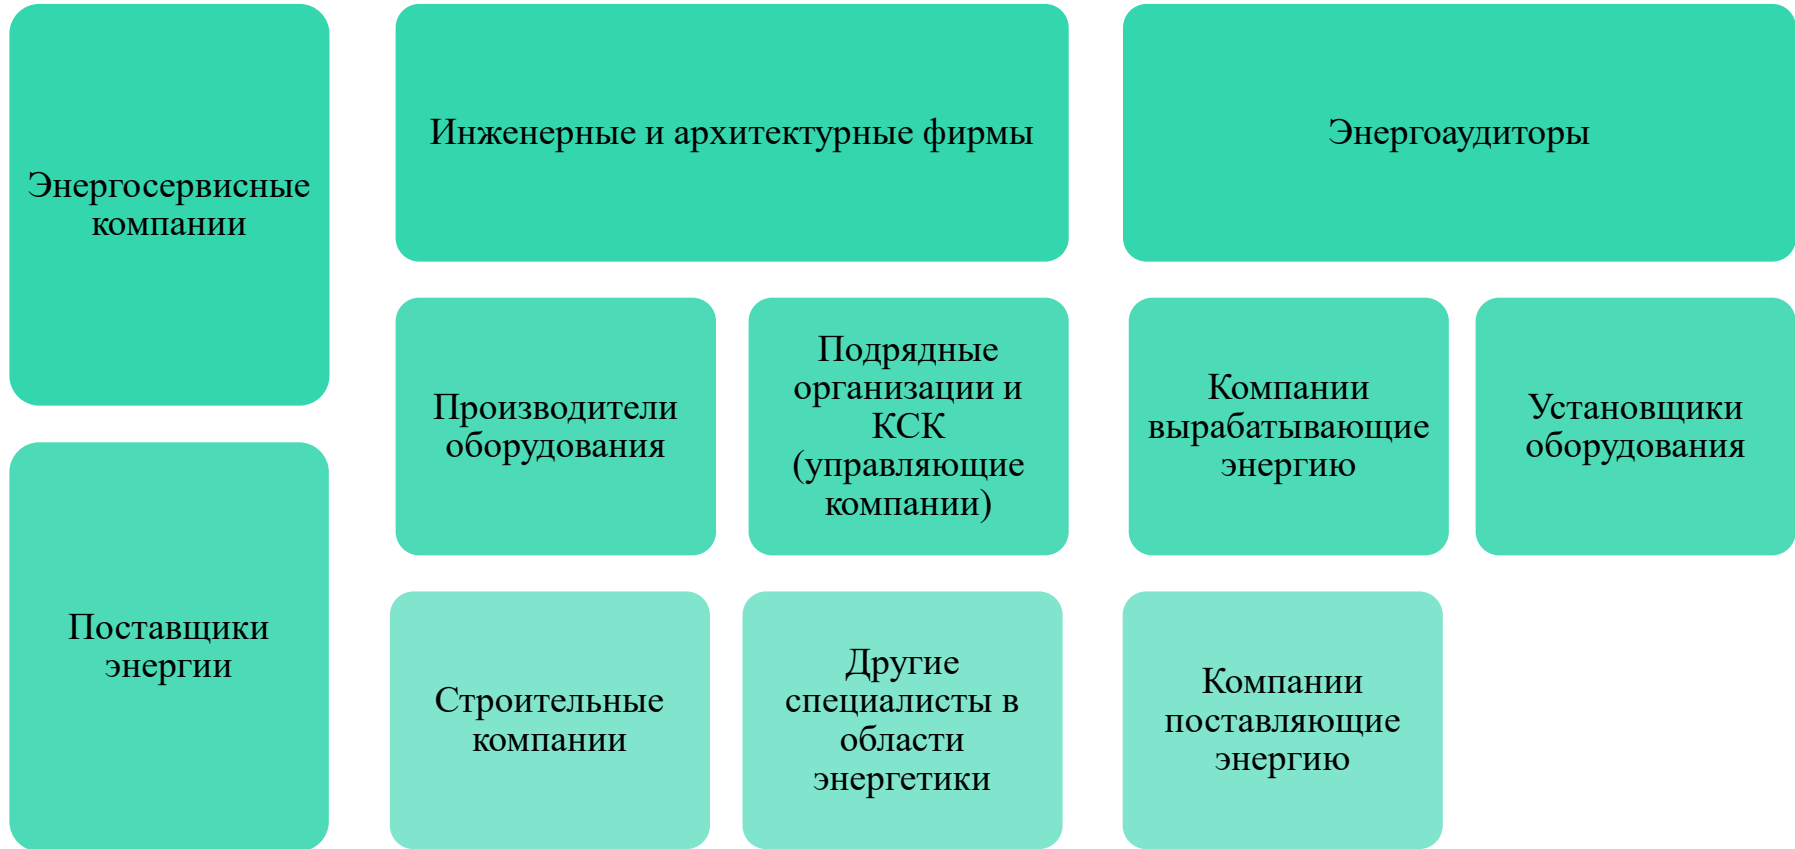 Энергосервисные
компании
Инженерные и архитектурные фирмы
Энергоаудиторы
Поставщики
энергии
Производители
оборудования
Подрядные
организации и
КСК
(управляющие
компании)
Компании
вырабатывающие
энергию
Установщики
оборудования
Строительные
компании
Другие
специалисты в
области
энергетики
Компании
поставляющие
энергию